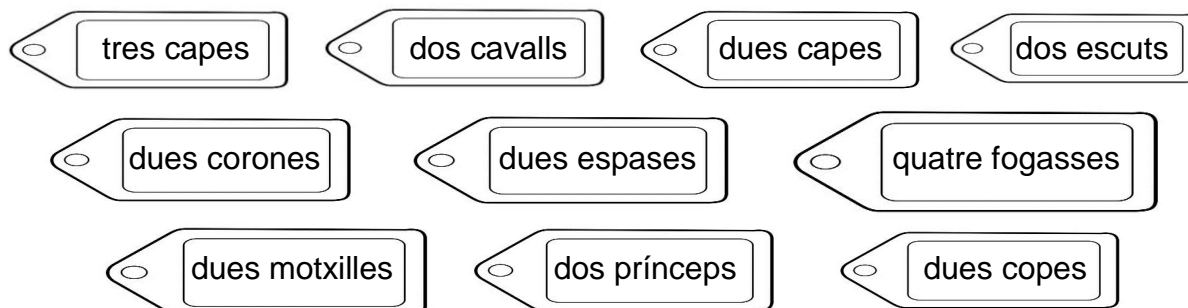 tres capes dos cavalls dues capes dos escuts
dues corones dues espases quatre fogasses
dues motxilles dos prínceps dues copes